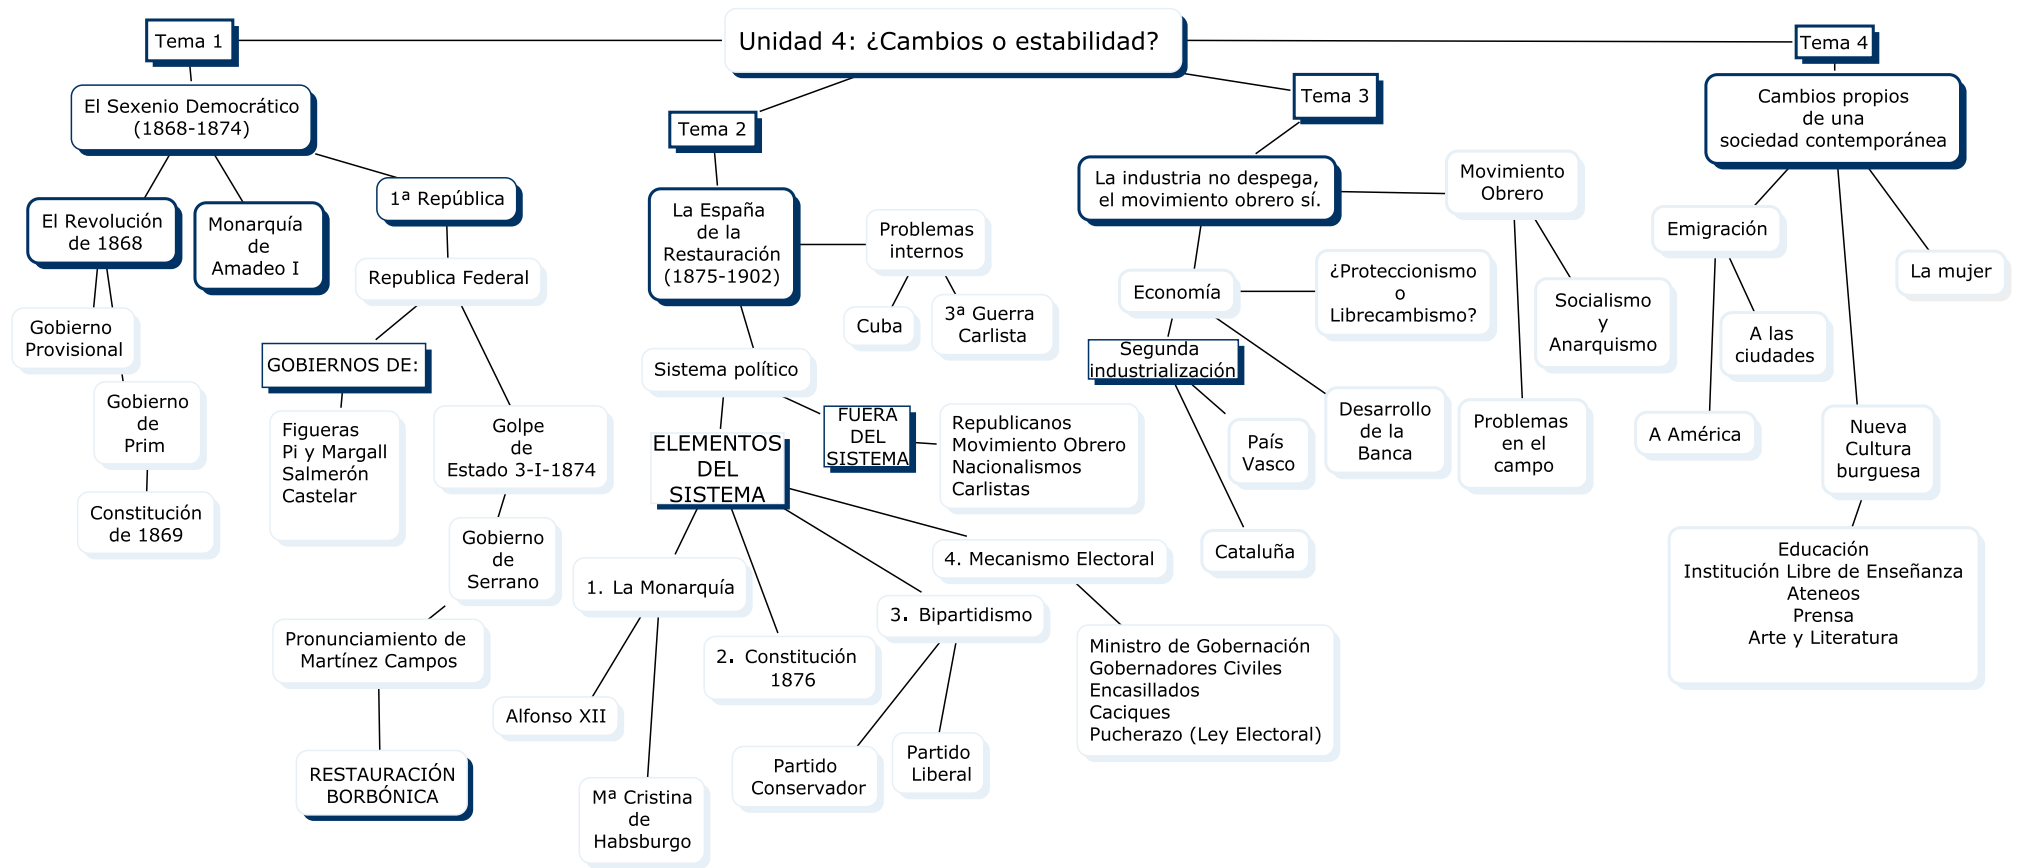 Unidad 4: ¿Cambios o estabilidad?
Tema 1
El Sexenio Democrático
(1868-1874)
El Revolución
de 1868
Gobierno
Provisional
Gobierno
de
Prim
Constitución
de 1869
Monarquía
de
Amadeo I
1ª República
Republica Federal
GOBIERNOS DE:
Figueras
Pi y Margall
Salmerón
Castelar
Golpe
de
Estado 3-I-1874
Gobierno
de
Serrano
Pronunciamiento de
Martínez Campos
RESTAURACIÓN
BORBÓNICA
Tema 2
La España
de la
Restauración
(1875-1902)
Problemas
internos
Cuba
3ª Guerra
Carlista
Sistema político
ELEMENTOS
DEL
SISTEMA
FUERA
DEL
SISTEMA
Republicanos
Movimiento Obrero
Nacionalismos
Carlistas
1. La Monarquía
Alfonso XII
Mª Cristina
de
Habsburgo
2. Constitución
1876
3. Bipartidismo
Partido
Conservador
Partido
Liberal
4. Mecanismo Electoral
Ministro de Gobernación
Gobernadores Civiles
Encasillados
Caciques
Pucherazo (Ley Electoral)
Tema 3
La industria no despega,
el movimiento obrero sí.
Economía
¿Proteccionismo
o
Librecambismo?
Segunda
industrialización
País
Vasco
Cataluña
Desarrollo
de la
Banca
Movimiento
Obrero
Problemas
en el
campo
Socialismo
y
Anarquismo
Tema 4
Cambios propios
de una
sociedad contemporánea
Emigración
A América
A las
ciudades
Nueva
Cultura
burguesa
Educación
Institución Libre de Enseñanza
Ateneos
Prensa
Arte y Literatura
La mujer